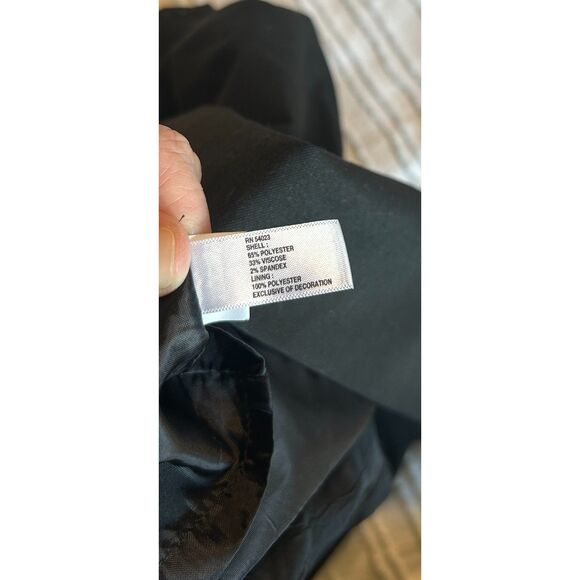 RN 54023
SHELL :
65% POLYESTER
33% VISCOSE
2% SPANDEX
LINING :
100% POLYESTER
EXCLUSIVE OF DECORATION